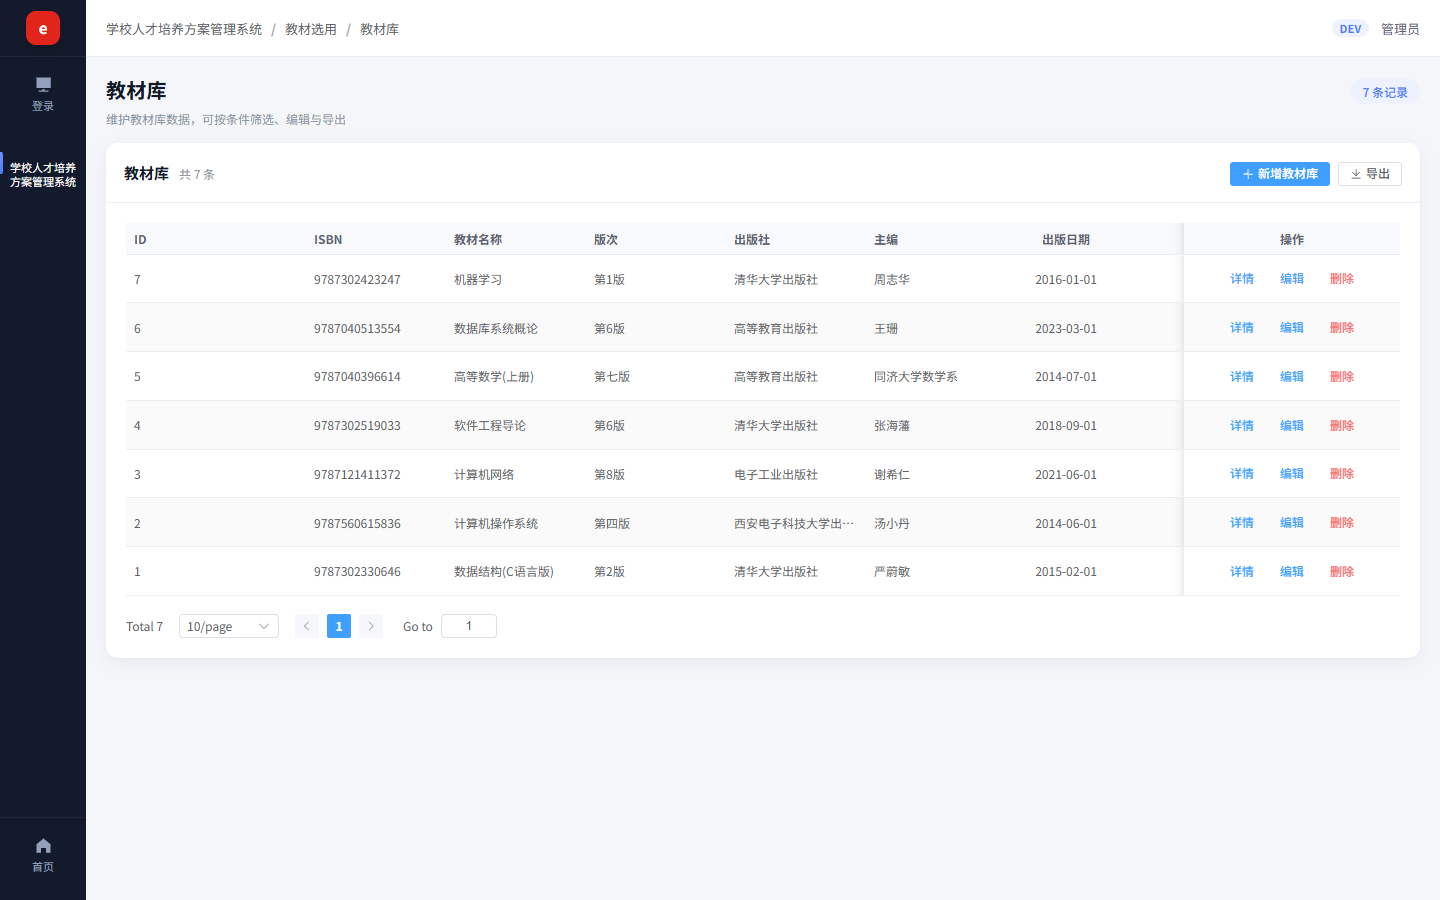 e
登录
学校人才培养
方案管理系统
首页
学校人才培养方案管理系统 / 教材选用 / 教材库
DEV 管理员
教材库
7 条记录
维护教材库数据，可按条件筛选、编辑与导出
教材库 共 7 条
新增教材库 导出
ID ISBN 教材名称 版次 出版社 主编 出版日期 操作
7 9787302423247 机器学习 第1版 清华大学出版社 周志华 2016-01-01 详情 编辑 删除
6 9787040513554 数据库系统概论 第6版 高等教育出版社 王珊 2023-03-01 详情 编辑 删除
5 9787040396614 高等数学(上册) 第七版 高等教育出版社 同济大学数学系 2014-07-01 详情 编辑 删除
4 9787302519033 软件工程导论 第6版 清华大学出版社 张海藩 2018-09-01 详情 编辑 删除
3 9787121411372 计算机网络 第8版 电子工业出版社 谢希仁 2021-06-01 详情 编辑 删除
2 9787560615836 计算机操作系统 第四版 西安电子科技大学出… 汤小丹 2014-06-01 详情 编辑 删除
1 9787302330646 数据结构(C语言版) 第2版 清华大学出版社 严蔚敏 2015-02-01 详情 编辑 删除
Total 7 10/page 1 Go to 1